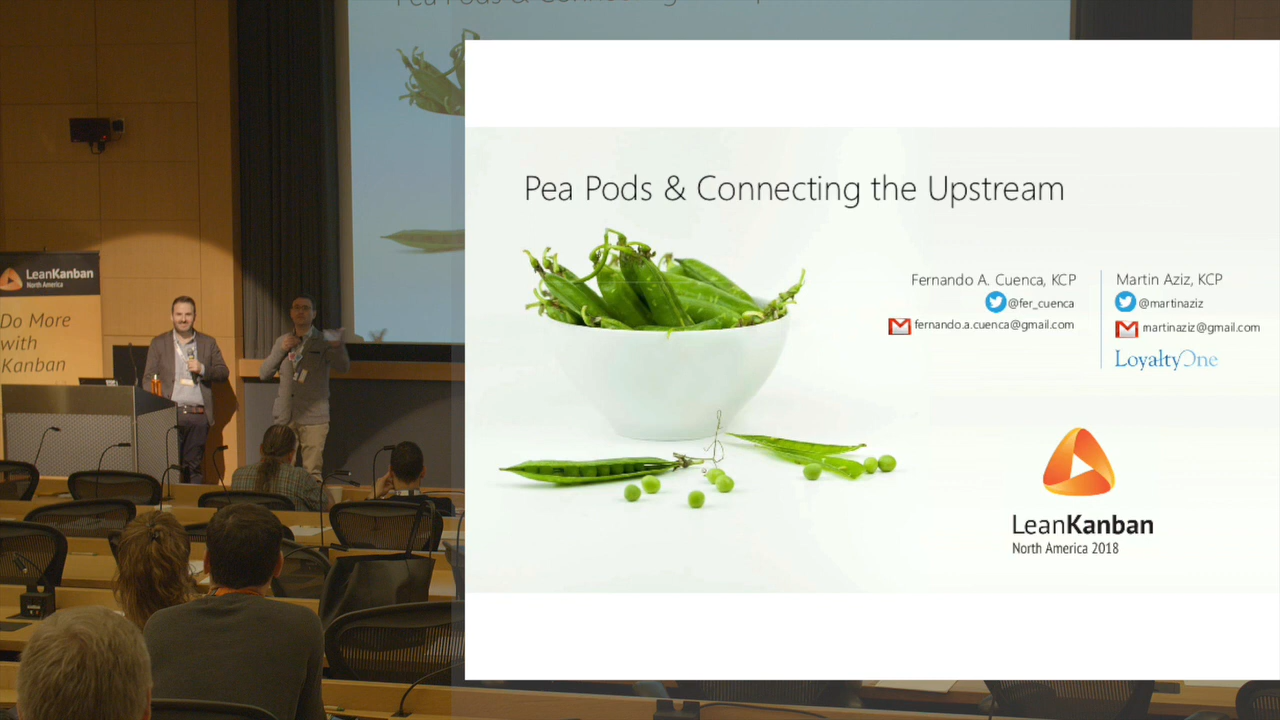 Pea Pods & Connecting the Upstream
LeanKanban
North America
Do More
with
Kanban
Pea Pods & Connecting the Upstream
Fernando A. Cuenca, KCP
@fer_cuenca
fernando.a.cuenca@gmail.com
Martin Aziz, KCP
@martinaziz
martinaziz@gmail.com
LoyaltyOne
LeanKanban
North America 2018